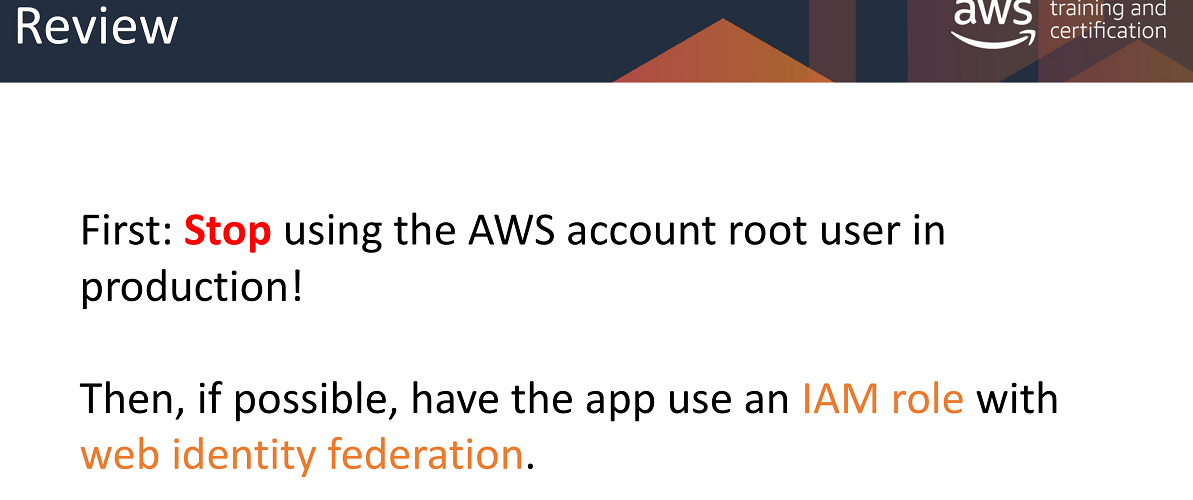 Review
aws training and
certification
First: Stop using the AWS account root user in
production!
Then, if possible, have the app use an IAM role with
web identity federation.